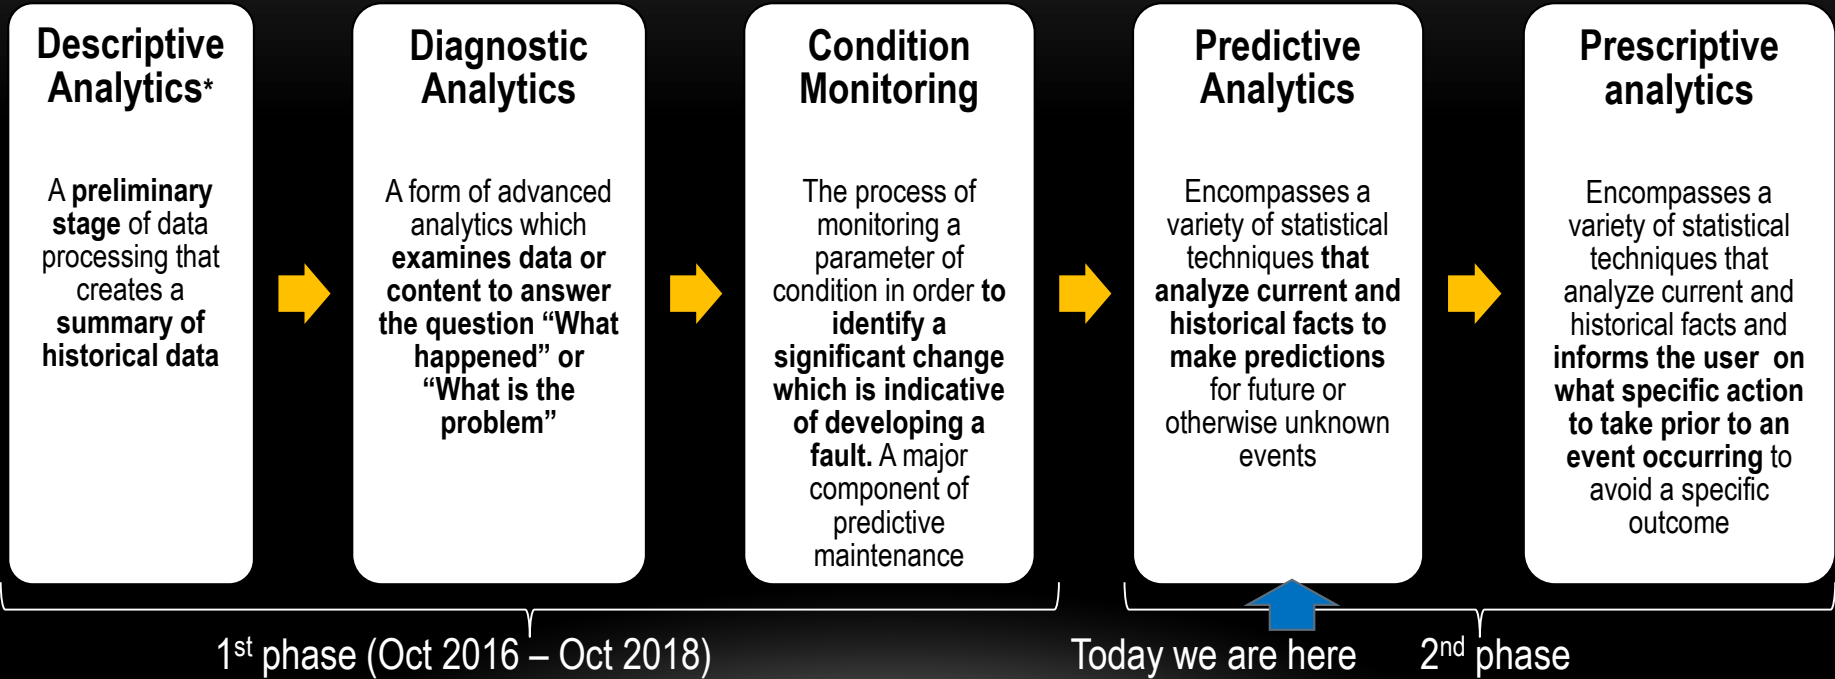 Descriptive
Analytics*
A preliminary
stage of data
processing that
creates a
summary of
historical data
Diagnostic
Analytics
A form of advanced
analytics which
examines data or
content to answer
the question “What
happened” or
“What is the
problem”
Condition
Monitoring
The process of
monitoring a
parameter of
condition in order to
identify a
significant change
which is indicative
of developing a
fault. A major
component of
predictive
maintenance
Predictive
Analytics
Encompasses a
variety of statistical
techniques that
analyze current and
historical facts to
make predictions
for future or
otherwise unknown
events
Prescriptive
analytics
Encompasses a
variety of statistical
techniques that
analyze current and
historical facts and
informs the user on
what specific action
to take prior to an
event occurring to
avoid a specific
outcome
1st phase (Oct 2016 – Oct 2018)
Today we are here
2nd phase